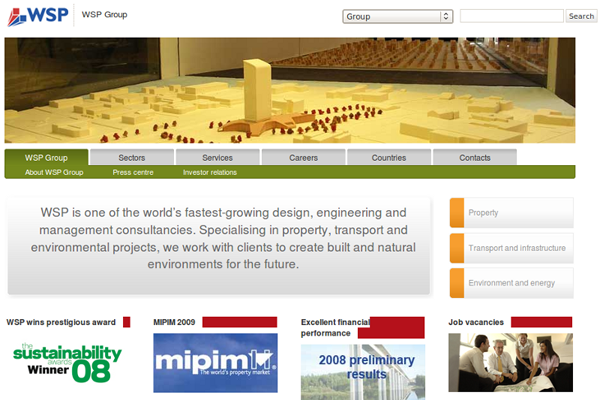 WSP
WSP Group
Group
Search
WSP Group
Sectors
Services
Careers
Countries
Contacts
About WSP Group
Press centre
Investor relations
WSP is one of the world's fastest-growing design, engineering and
management consultancies. Specialising in property, transport and
environmental projects, we work with clients to create built and natural
environments for the future.
Property
Transport and infrastructure
Environment and energy
WSP wins prestigious award
the
sustainability
awards
Winner 08
MIPIM 2009
mipim
The world's property market
Excellent financial
performance
2008 preliminary
results
Job vacancies